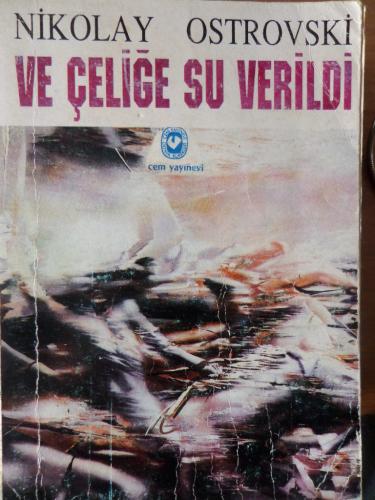 NİKOLAY OSTROVSKİ
VE ÇELİĞE SU VERİLDİ
cem yayınevi